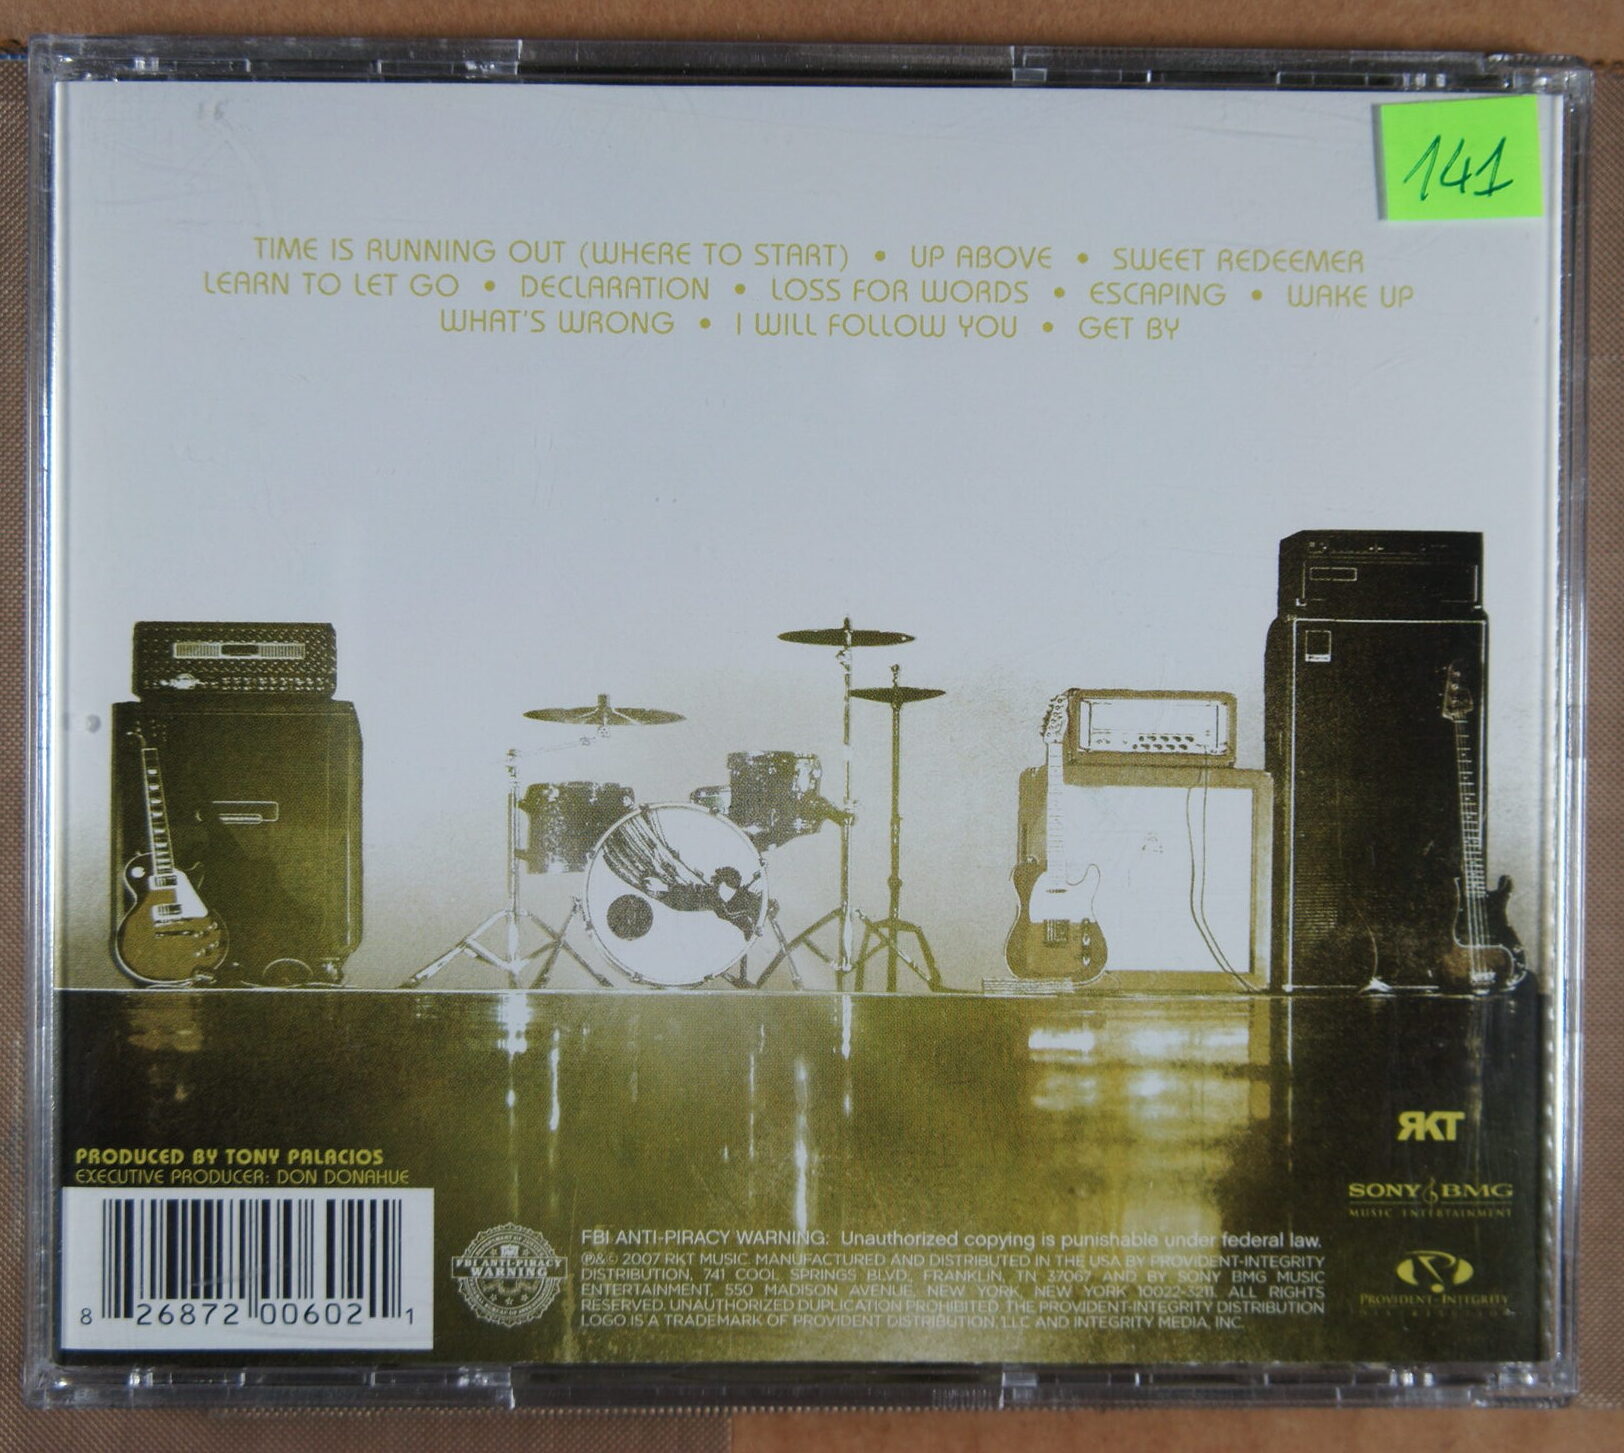 141
TIME IS RUNNING OUT (WHERE TO START) • UP ABOVE • SWEET REDEEMER
LEARN TO LET GO • DECLARATION • LOSS FOR WORDS • ESCAPING • WAKE UP
WHAT'S WRONG • I WILL FOLLOW YOU • GET BY
RKT
PRODUCED BY TONY PALACIOS
EXECUTIVE PRODUCER: DON DONAHUE
SONY BMG
MUSIC ENTERTAINMENT
8 26872 00602 1
FBI ANTI-PIRACY
WARNING
FBI ANTI-PIRACY WARNING: Unauthorized copying is punishable under federal law.
℗&© 2007 RKT MUSIC. MANUFACTURED AND DISTRIBUTED IN THE USA BY PROVIDENT-INTEGRITY
DISTRIBUTION, 741 COOL SPRINGS BLVD., FRANKLIN, TN 37067 AND BY SONY BMG MUSIC
ENTERTAINMENT, 550 MADISON AVENUE, NEW YORK, NEW YORK 10022-3211. ALL RIGHTS
RESERVED. UNAUTHORIZED DUPLICATION PROHIBITED. THE PROVIDENT-INTEGRITY DISTRIBUTION
LOGO IS A TRADEMARK OF PROVIDENT DISTRIBUTION, LLC AND INTEGRITY MEDIA, INC.
PROVIDENT-INTEGRITY